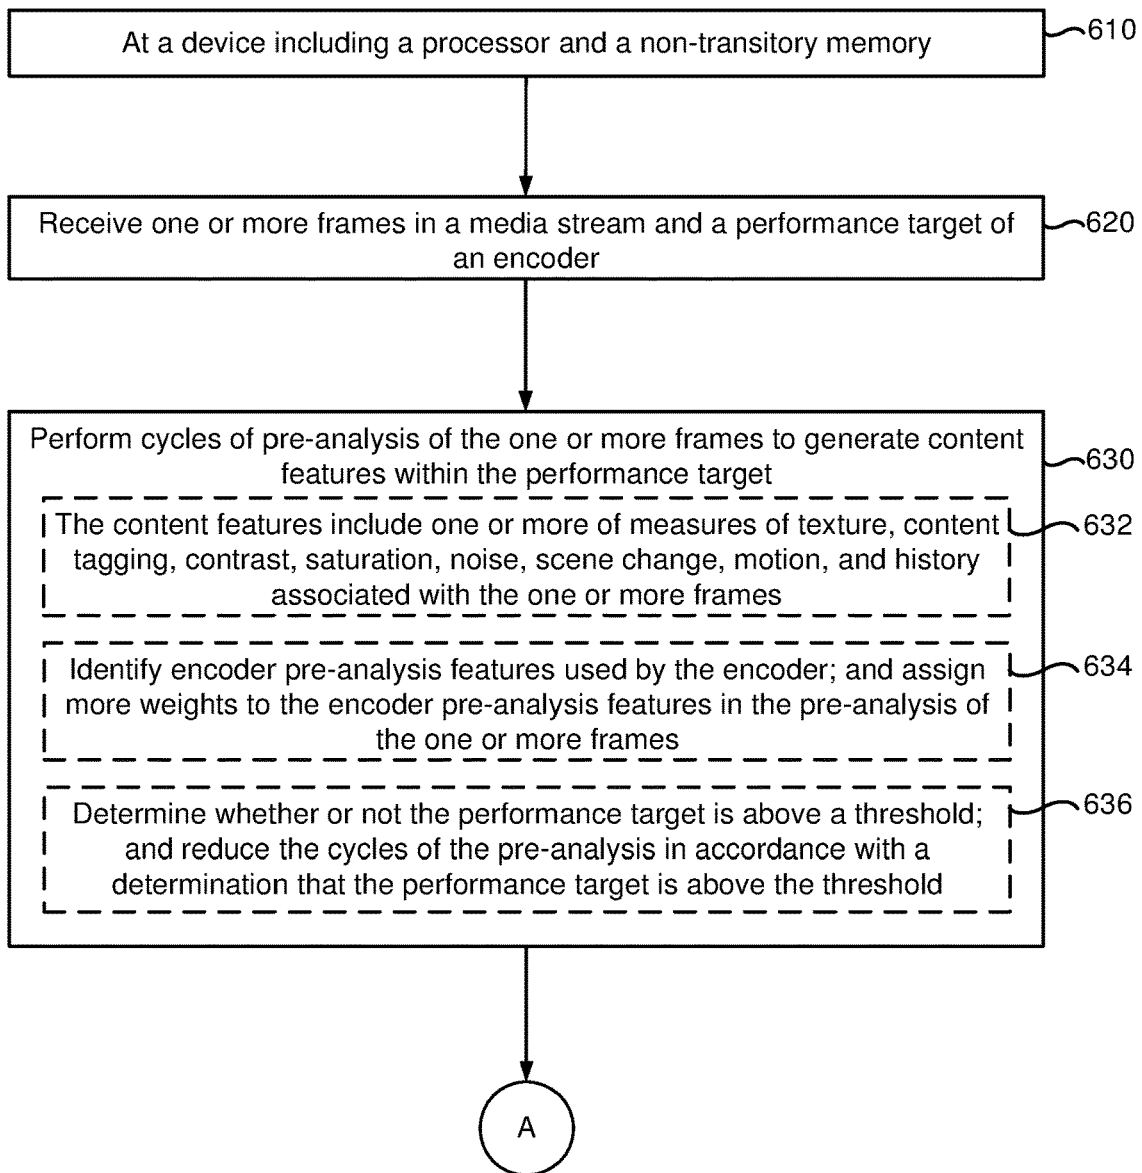 At a device including a processor and a non-transitory memory
610
Receive one or more frames in a media stream and a performance target of
an encoder
620
Perform cycles of pre-analysis of the one or more frames to generate content
features within the performance target
630
The content features include one or more of measures of texture, content
tagging, contrast, saturation, noise, scene change, motion, and history
associated with the one or more frames
632
Identify encoder pre-analysis features used by the encoder; and assign
more weights to the encoder pre-analysis features in the pre-analysis of
the one or more frames
634
Determine whether or not the performance target is above a threshold;
and reduce the cycles of the pre-analysis in accordance with a
determination that the performance target is above the threshold
636
A